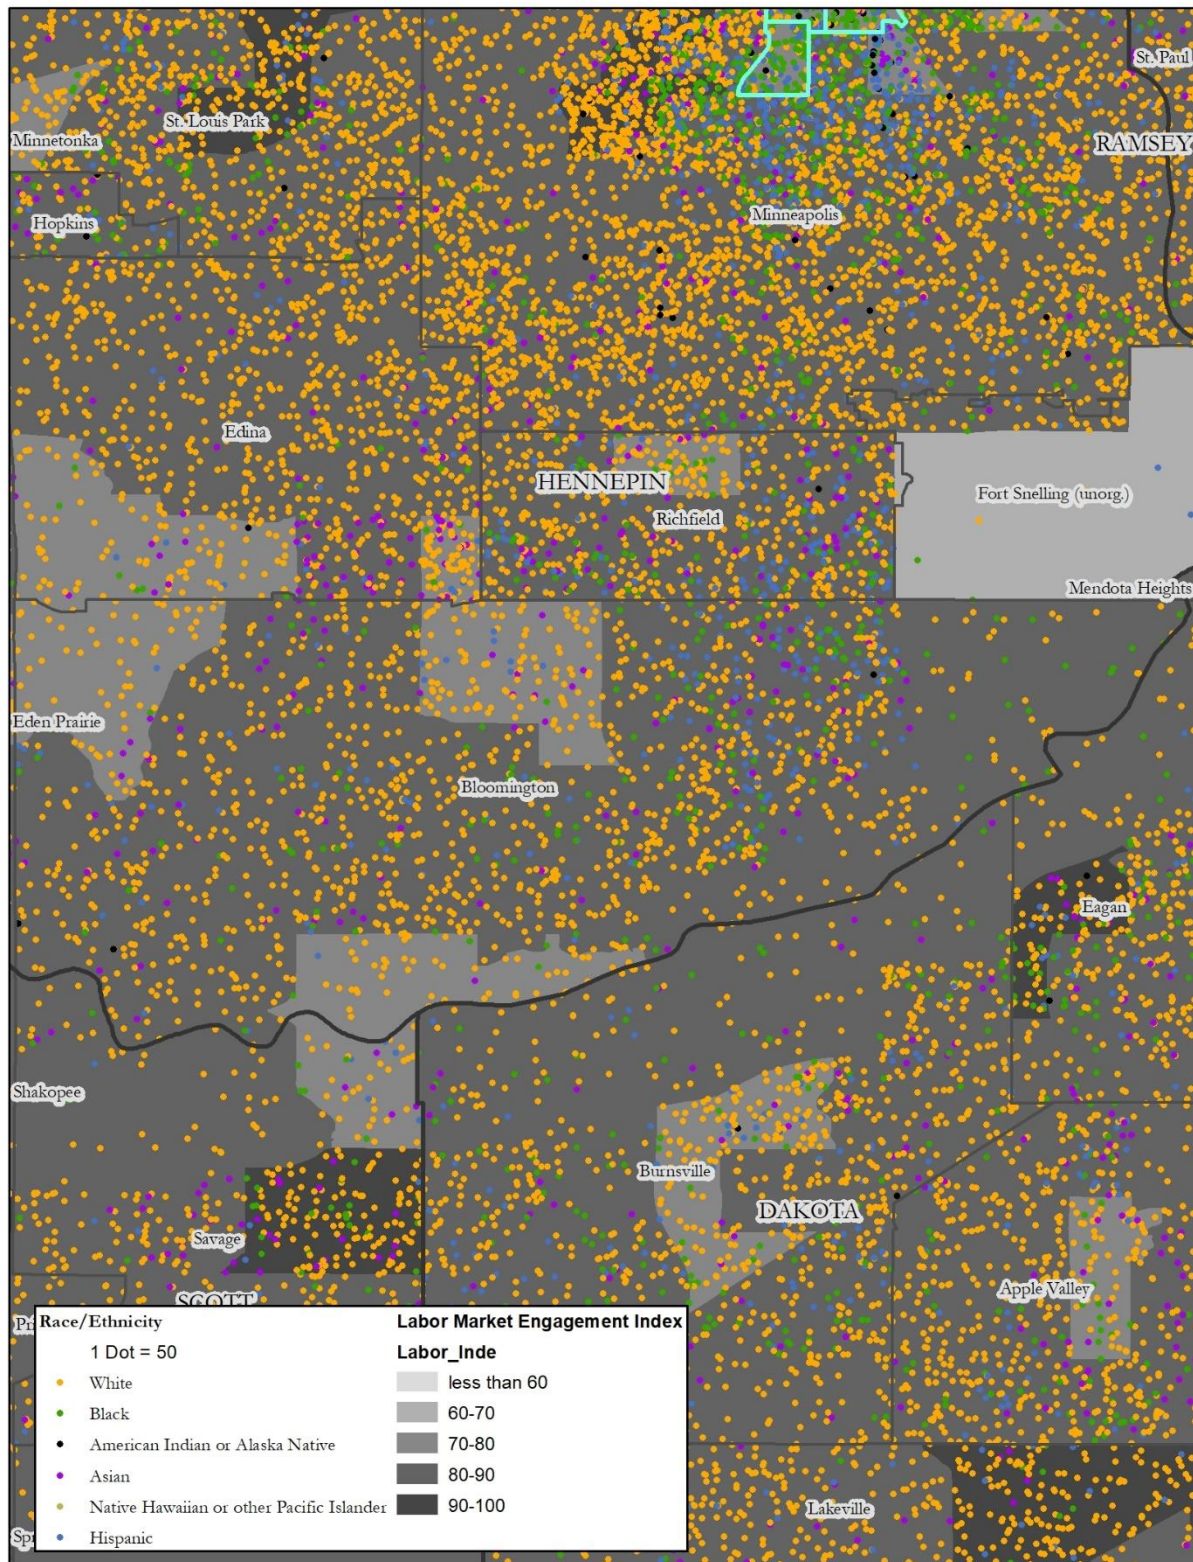 St. Paul
St. Louis Park
Minnetonka
RAMSEY
Hopkins
Minneapolis
Edina
HENNEPIN
Fort Snelling (unorg.)
Richfield
Mendota Heights
Eden Prairie
Bloomington
Eagan
Shakopee
Burnsville
DAKOTA
Savage
Apple Valley
SCOTT
Race/Ethnicity
1 Dot = 50
White
Black
American Indian or Alaska Native
Asian
Native Hawaiian or other Pacific Islander
Hispanic
Labor Market Engagement Index
Labor_Inde
less than 60
60-70
70-80
80-90
90-100
Lakeville